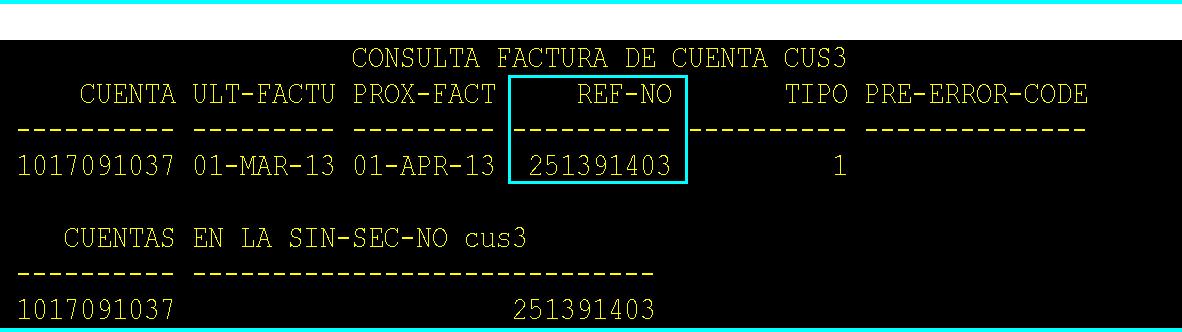 CONSULTA FACTURA DE CUENTA CUS3
CUENTA ULT-FACTU PROX-FACT REF-NO TIPO PRE-ERROR-CODE
---------- --------- --------- ---------- ---------- --------------
1017091037 01-MAR-13 01-APR-13 251391403 1
CUENTAS EN LA SIN-SEC-NO cus3
---------- -----------------------------
1017091037 251391403